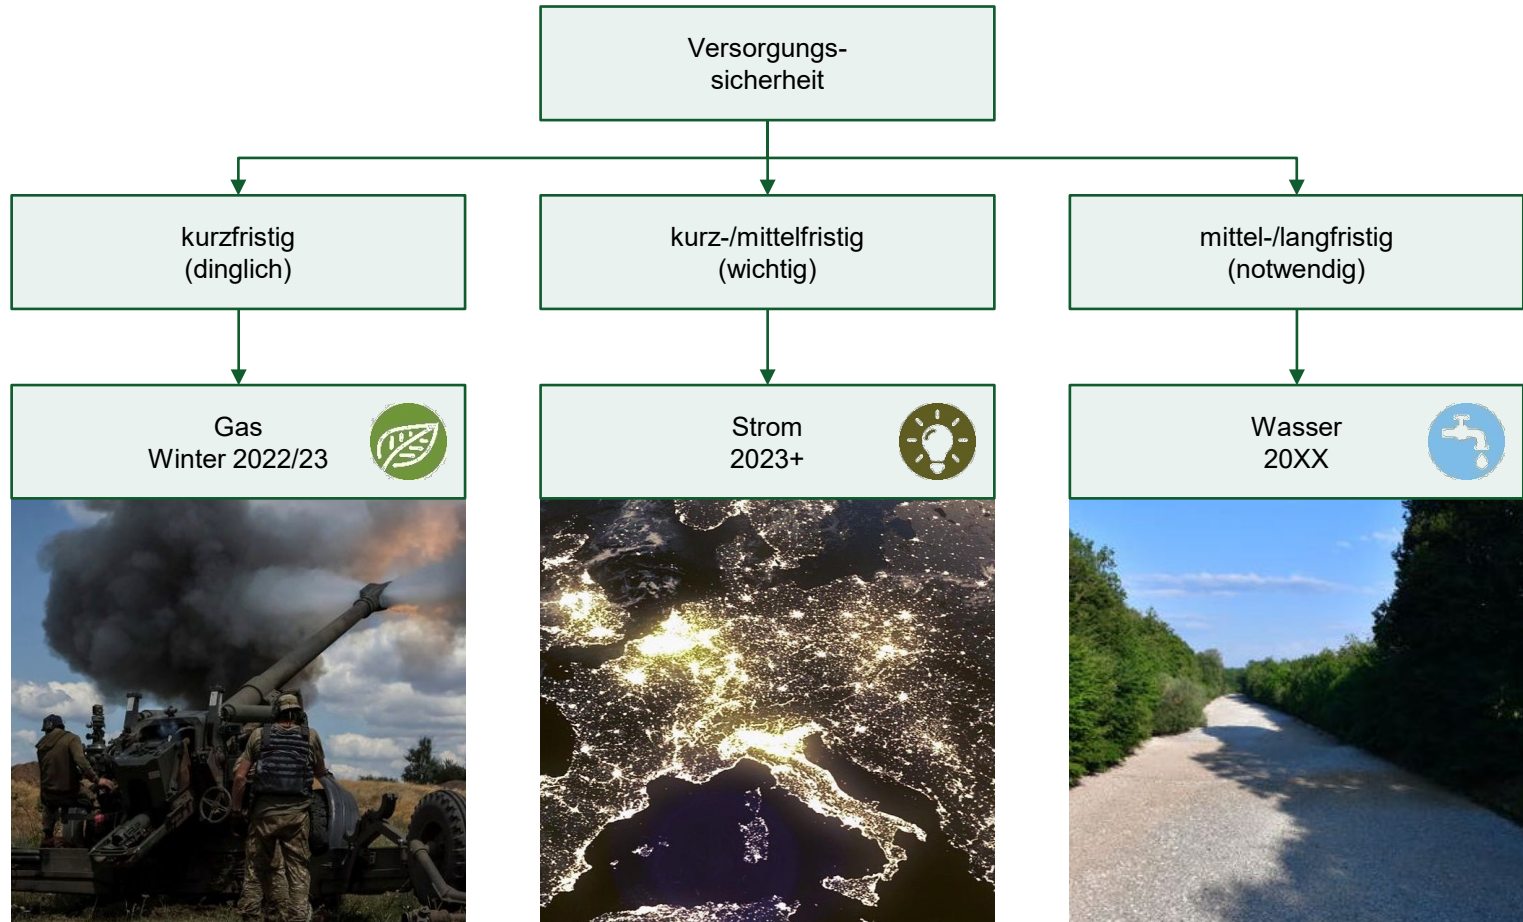 Versorgungs-
sicherheit
kurzfristig
(dinglich)
kurz-/mittelfristig
(wichtig)
mittel-/langfristig
(notwendig)
Gas
Winter 2022/23
Strom
2023+
Wasser
20XX